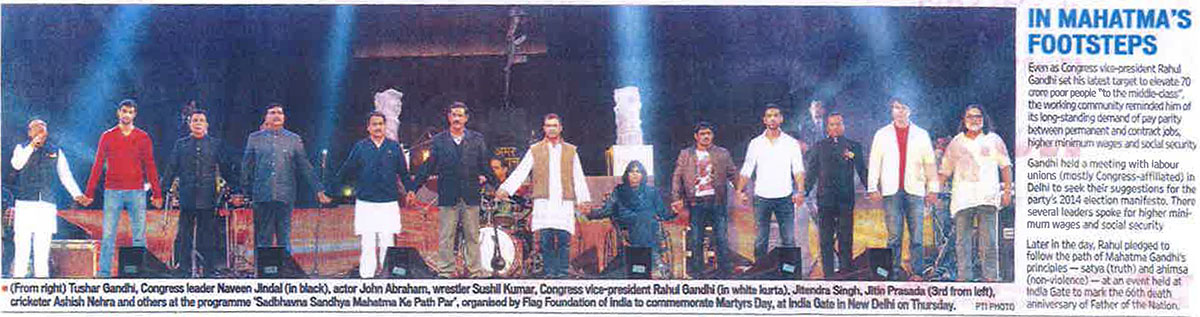 ■ (From right) Tushar Gandhi, Congress leader Naveen Jindal (in black), actor John Abraham, wrestler Sushil Kumar, Congress vice-president Rahul Gandhi (in white kurta), Jitendra Singh, Jitin Prasada (3rd from left),
cricketer Ashish Nehra and others at the programme 'Sadbhavna Sandhya Mahatma Ke Path Par', organised by Flag Foundation of India to commemorate Martyrs Day, at India Gate in New Delhi on Thursday. PTI PHOTO
IN MAHATMA'S
FOOTSTEPS
Even as Congress vice-president Rahul
Gandhi set his latest target to elevate 70
crore poor people "to the middle-class",
the working community reminded him of
its long-standing demand of pay parity
between permanent and contract jobs,
higher minimum wages and social security
Gandhi held a meeting with labour
unions (mostly Congress-affiliated) in
Delhi to seek their suggestions for the
party's 2014 election manifesto. There
several leaders spoke for higher mini-
mum wages and social security
Later in the day, Rahul pledged to
follow the path of Mahatma Gandhi's
principles — satya (truth) and ahimsa
(non-violence) — at an event held at
India Gate to mark the 66th death
anniversary of Father of the Nation.